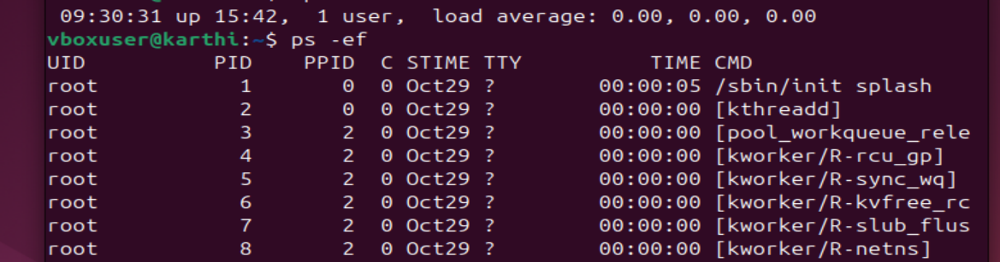 09:30:31 up 15:42,  1 user,  load average: 0.00, 0.00, 0.00
vboxuser@karthi:~$ ps -ef
UID          PID    PPID  C STIME TTY          TIME CMD
root           1       0  0 Oct29 ?        00:00:05 /sbin/init splash
root           2       0  0 Oct29 ?        00:00:00 [kthreadd]
root           3       2  0 Oct29 ?        00:00:00 [pool_workqueue_rele
root           4       2  0 Oct29 ?        00:00:00 [kworker/R-rcu_gp]
root           5       2  0 Oct29 ?        00:00:00 [kworker/R-sync_wq]
root           6       2  0 Oct29 ?        00:00:00 [kworker/R-kvfree_rc
root           7       2  0 Oct29 ?        00:00:00 [kworker/R-slub_flus
root           8       2  0 Oct29 ?        00:00:00 [kworker/R-netns]